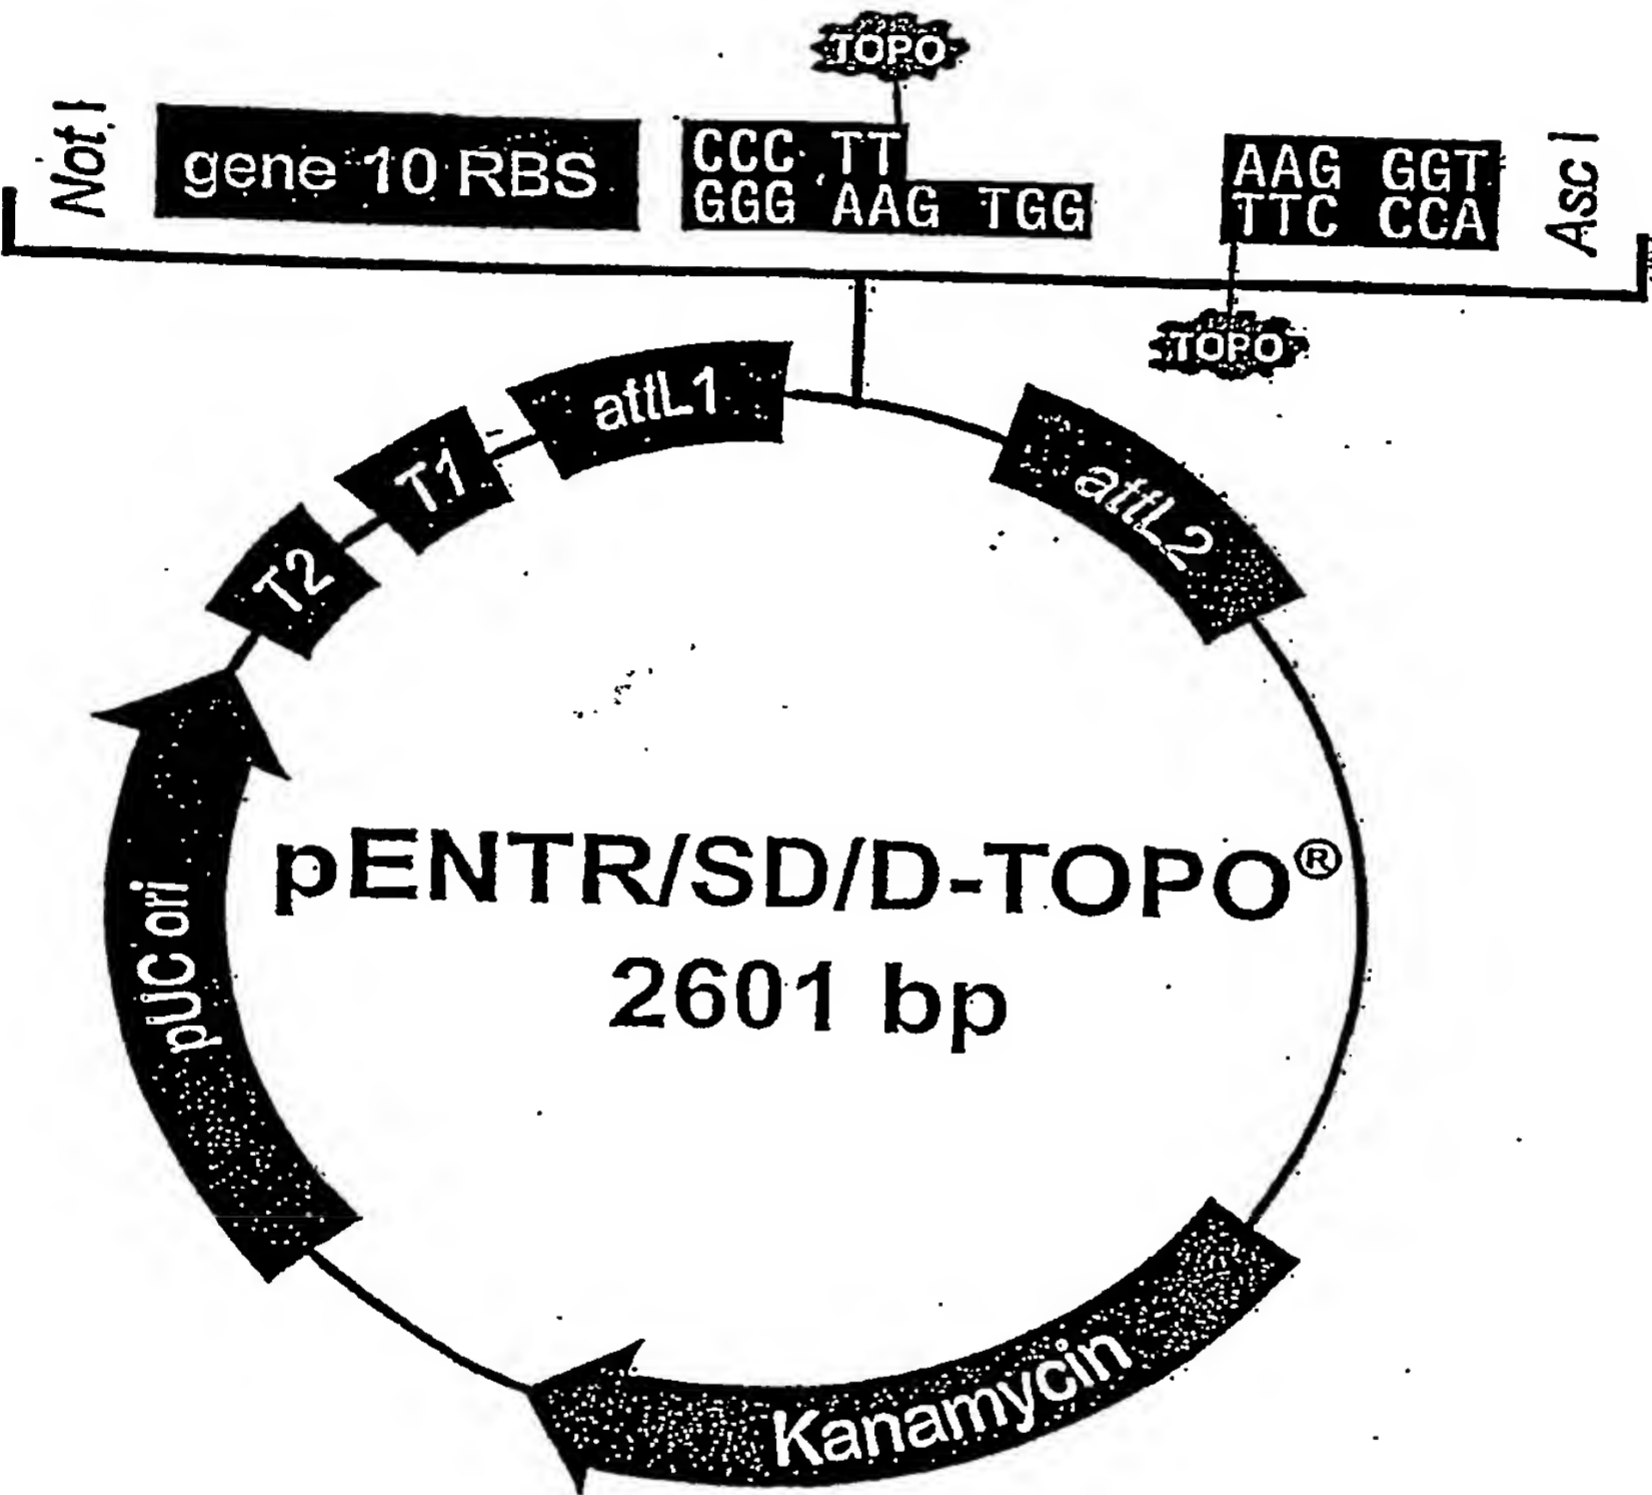 TOPO
Not I
gene 10 RBS
CCC TT
GGG AAG TGG
AAG GGT
TTC CCA
Asc I
TOPO
attL1
attL2
T1
T2
pUC ori
pENTR/SD/D-TOPO®
2601 bp
Kanamycin